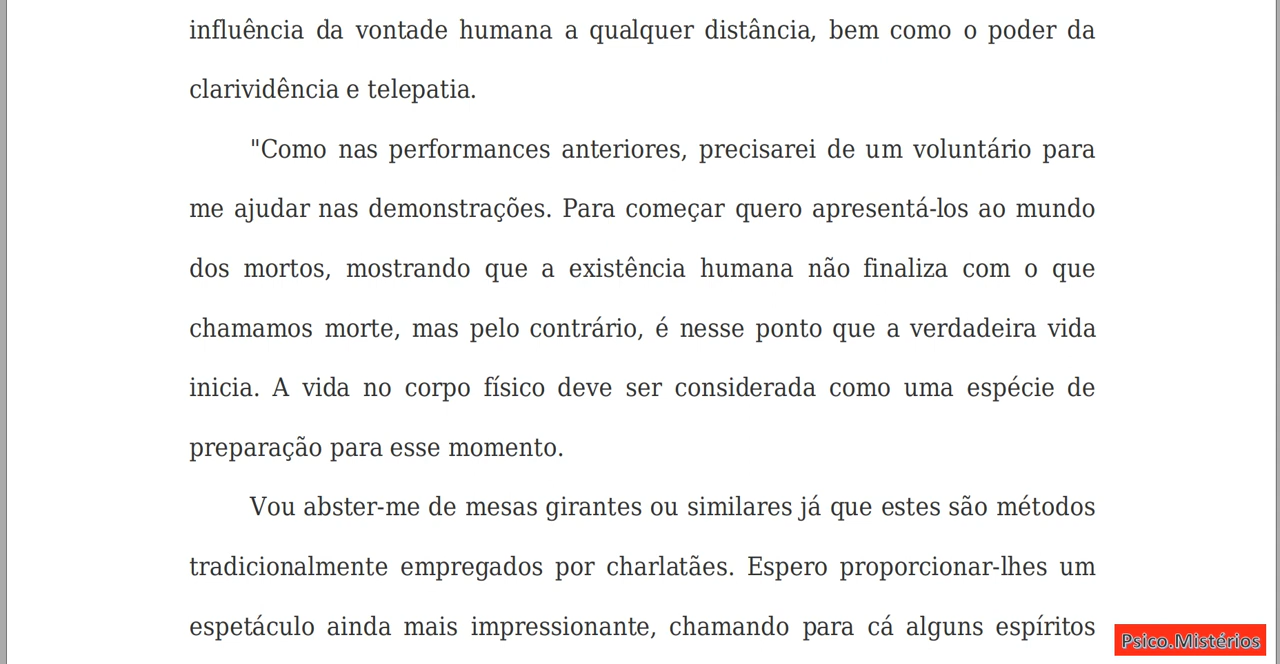 influência da vontade humana a qualquer distância, bem como o poder da
clarividência e telepatia.
"Como nas performances anteriores, precisarei de um voluntário para
me ajudar nas demonstrações. Para começar quero apresentá-los ao mundo
dos mortos, mostrando que a existência humana não finaliza com o que
chamamos morte, mas pelo contrário, é nesse ponto que a verdadeira vida
inicia. A vida no corpo físico deve ser considerada como uma espécie de
preparação para esse momento.
Vou abster-me de mesas girantes ou similares já que estes são métodos
tradicionalmente empregados por charlatães. Espero proporcionar-lhes um
espetáculo ainda mais impressionante, chamando para cá alguns espíritos
Psico.Mistérios